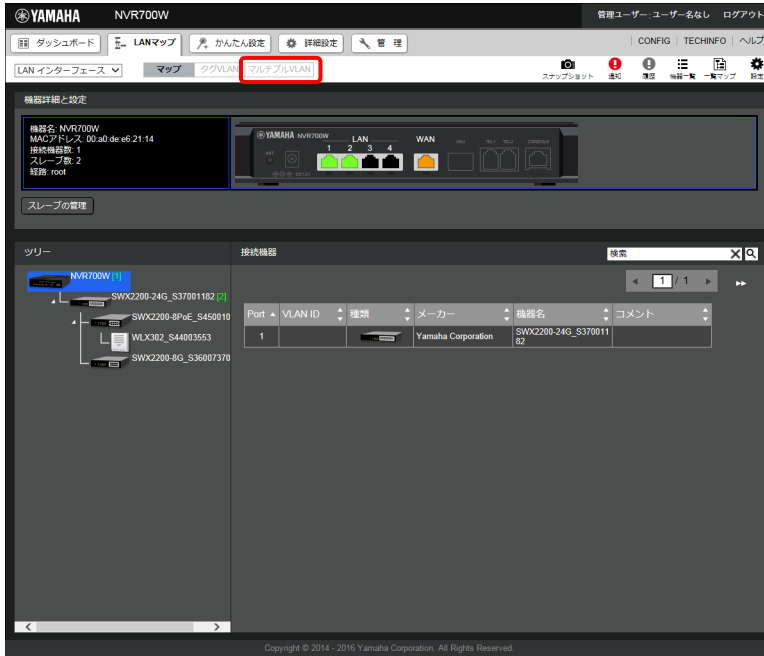 YAMAHA NVR700W 管理ユーザー：ユーザー名なし ログアウト
ダッシュボード LANマップ かんたん設定 詳細設定 管 理 CONFIG TECHINFO ヘルプ
LAN インターフェース マップ タグVLAN マルチプルVLAN スナップショット 通知 履歴 機器一覧 一覧マップ 設定
機器詳細と設定
機器名: NVR700W
MACアドレス: 00:a0:de:e6:21:14
接続機器数: 1
スレーブ数: 2
経路: root
YAMAHA NVR700W LAN WAN ONU TEL1 TEL2 CONSOLE
1 2 3 4
スレーブの管理
ツリー
NVR700W [1]
SWX2200-24G_S37001182 [2]
SWX2200-8PoE_S450010
WLX302_S44003553
SWX2200-8G_S36007370
接続機器 検索
1 / 1
Port VLAN ID 種類 メーカー 機器名 コメント
1 Yamaha Corporation SWX2200-24G_S370011
82
Copyright © 2014 - 2016 Yamaha Corporation. All Rights Reserved.